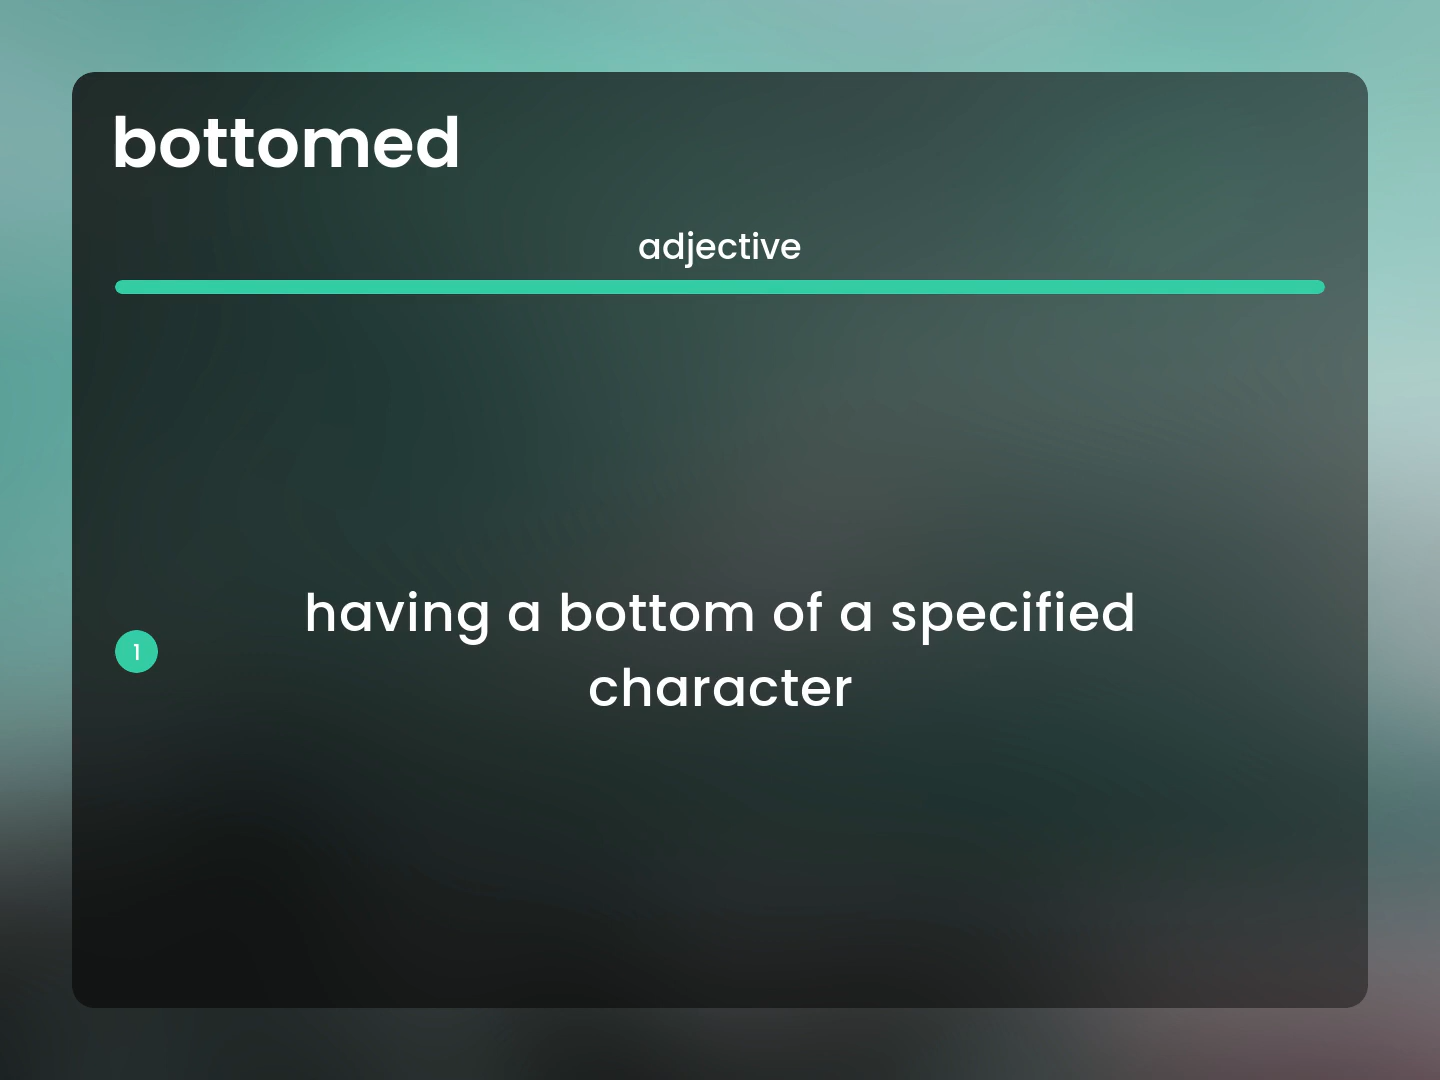 bottomed
adjective
1
having a bottom of a specified
character